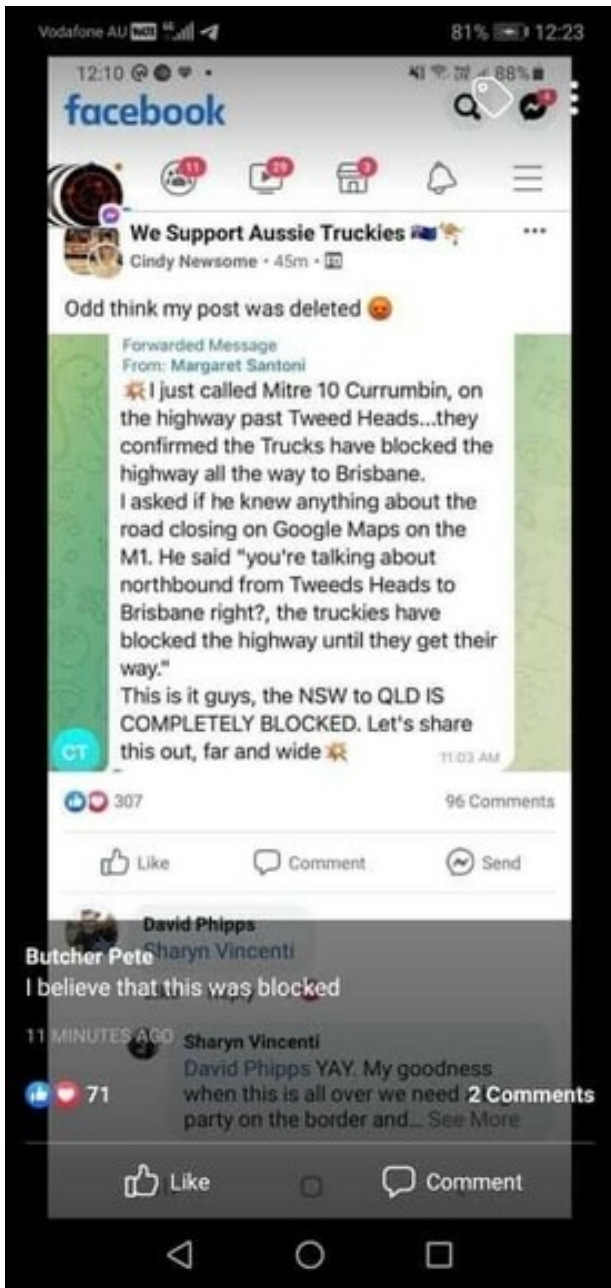 Vodafone AU
81% 12:23
12:10
88%
facebook
4
11
29
3
We Support Aussie Truckies
Cindy Newsome • 45m •
Odd think my post was deleted 😡
Forwarded Message
From: Margaret Santoni
💥I just called Mitre 10 Currumbin, on
the highway past Tweed Heads...they
confirmed the Trucks have blocked the
highway all the way to Brisbane.
I asked if he knew anything about the
road closing on Google Maps on the
M1. He said "you're talking about
northbound from Tweeds Heads to
Brisbane right?, the truckies have
blocked the highway until they get their
way."
This is it guys, the NSW to QLD IS
COMPLETELY BLOCKED. Let's share
this out, far and wide 💥
CT
11:03 AM
307
96 Comments
Like
Comment
Send
David Phipps
Sharyn Vincenti
Butcher Pete
I believe that this was blocked
11 MINUTES AGO
Sharyn Vincenti
David Phipps YAY. My goodness
when this is all over we need
party on the border and... See More
71
2 Comments
Like
Comment